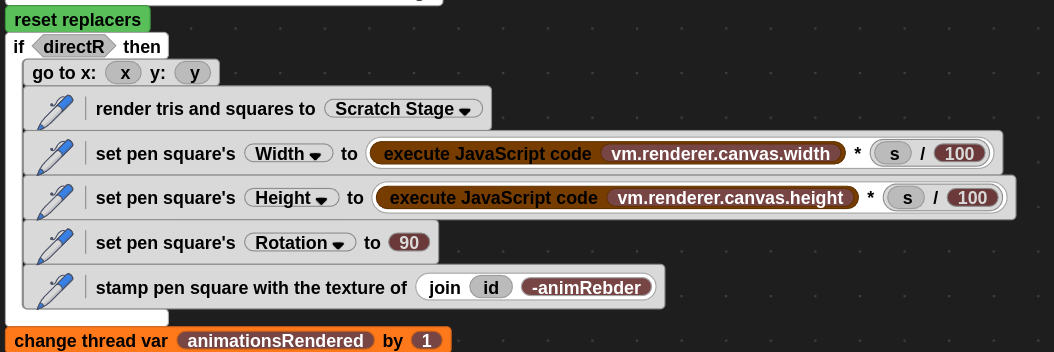 reset replacers
if directR then
go to x: x y: y
render tris and squares to Scratch Stage
set pen square's Width to execute JavaScript code vm.renderer.canvas.width * s / 100
set pen square's Height to execute JavaScript code vm.renderer.canvas.height * s / 100
set pen square's Rotation to 90
stamp pen square with the texture of join id -animRebder
change thread var animationsRendered by 1